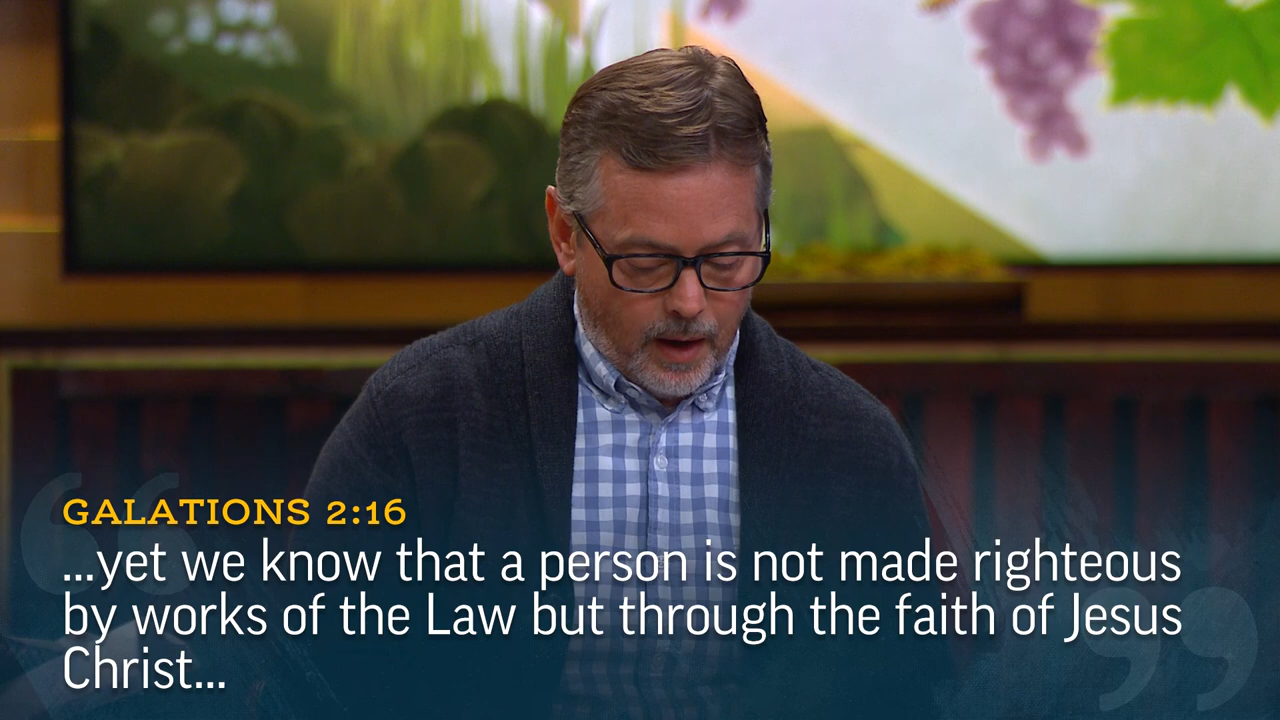 GALATIONS 2:16
...yet we know that a person is not made righteous
by works of the Law but through the faith of Jesus
Christ...